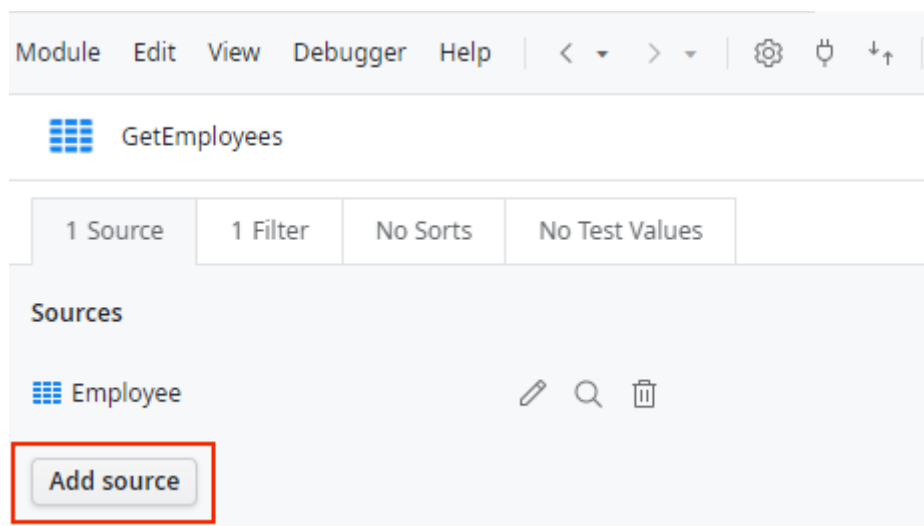 Module Edit View Debugger Help
GetEmployees
1 Source 1 Filter No Sorts No Test Values
Sources
Employee
Add source